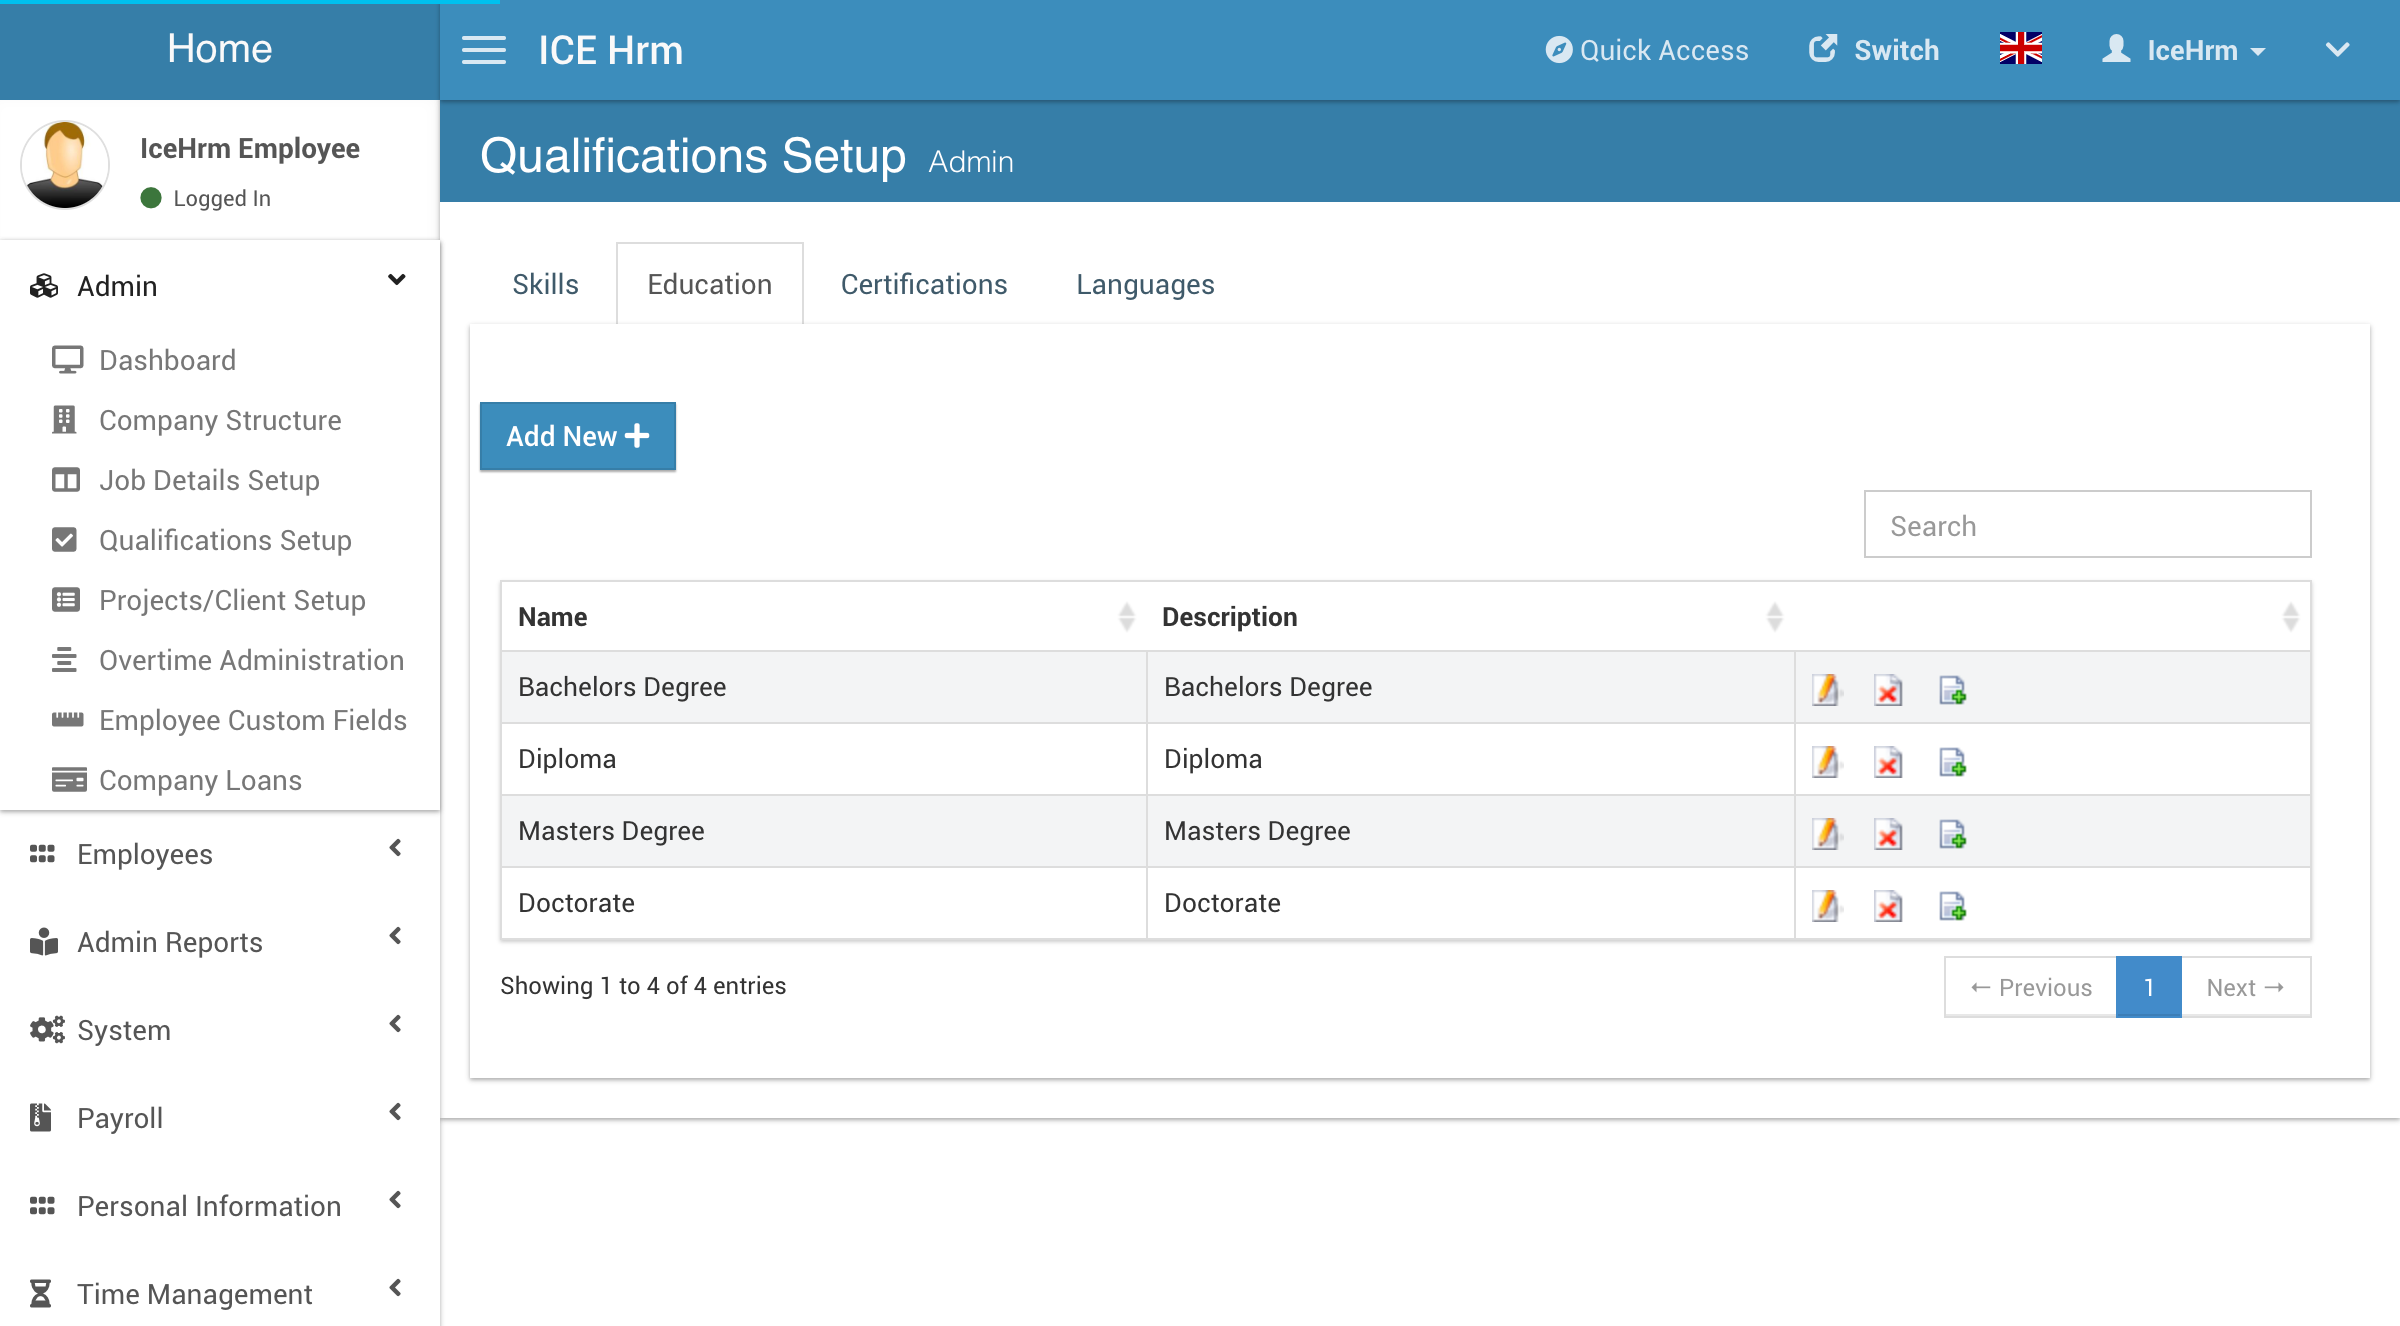 Home
ICE Hrm
Quick Access
Switch
IceHrm
IceHrm Employee
Logged In
Qualifications Setup Admin
Admin
Dashboard
Company Structure
Job Details Setup
Qualifications Setup
Projects/Client Setup
Overtime Administration
Employee Custom Fields
Company Loans
Employees
Admin Reports
System
Payroll
Personal Information
Time Management
Skills
Education
Certifications
Languages
Add New
Search
Name Description
Bachelors Degree Bachelors Degree
Diploma Diploma
Masters Degree Masters Degree
Doctorate Doctorate
Showing 1 to 4 of 4 entries
← Previous 1 Next →